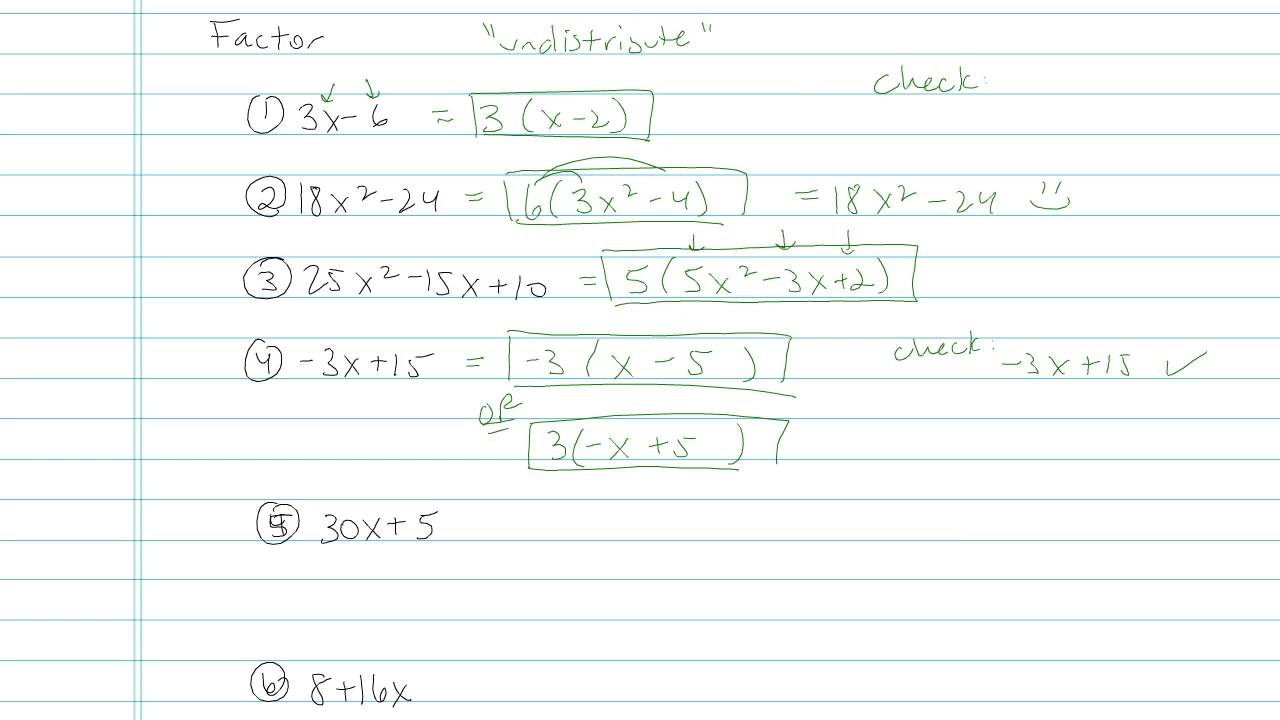 Factor "undistribute"
check:
① 3x - 6 = 3 (x - 2)
② 18x² - 24 = 6(3x² - 4) = 18x² - 24
③ 25x² - 15x + 10 = 5(5x² - 3x + 2)
④ -3x + 15 = -3 (x - 5) check: -3x + 15 ✓
OR 3(-x + 5)
⑤ 30x + 5
⑥ 8 + 16x